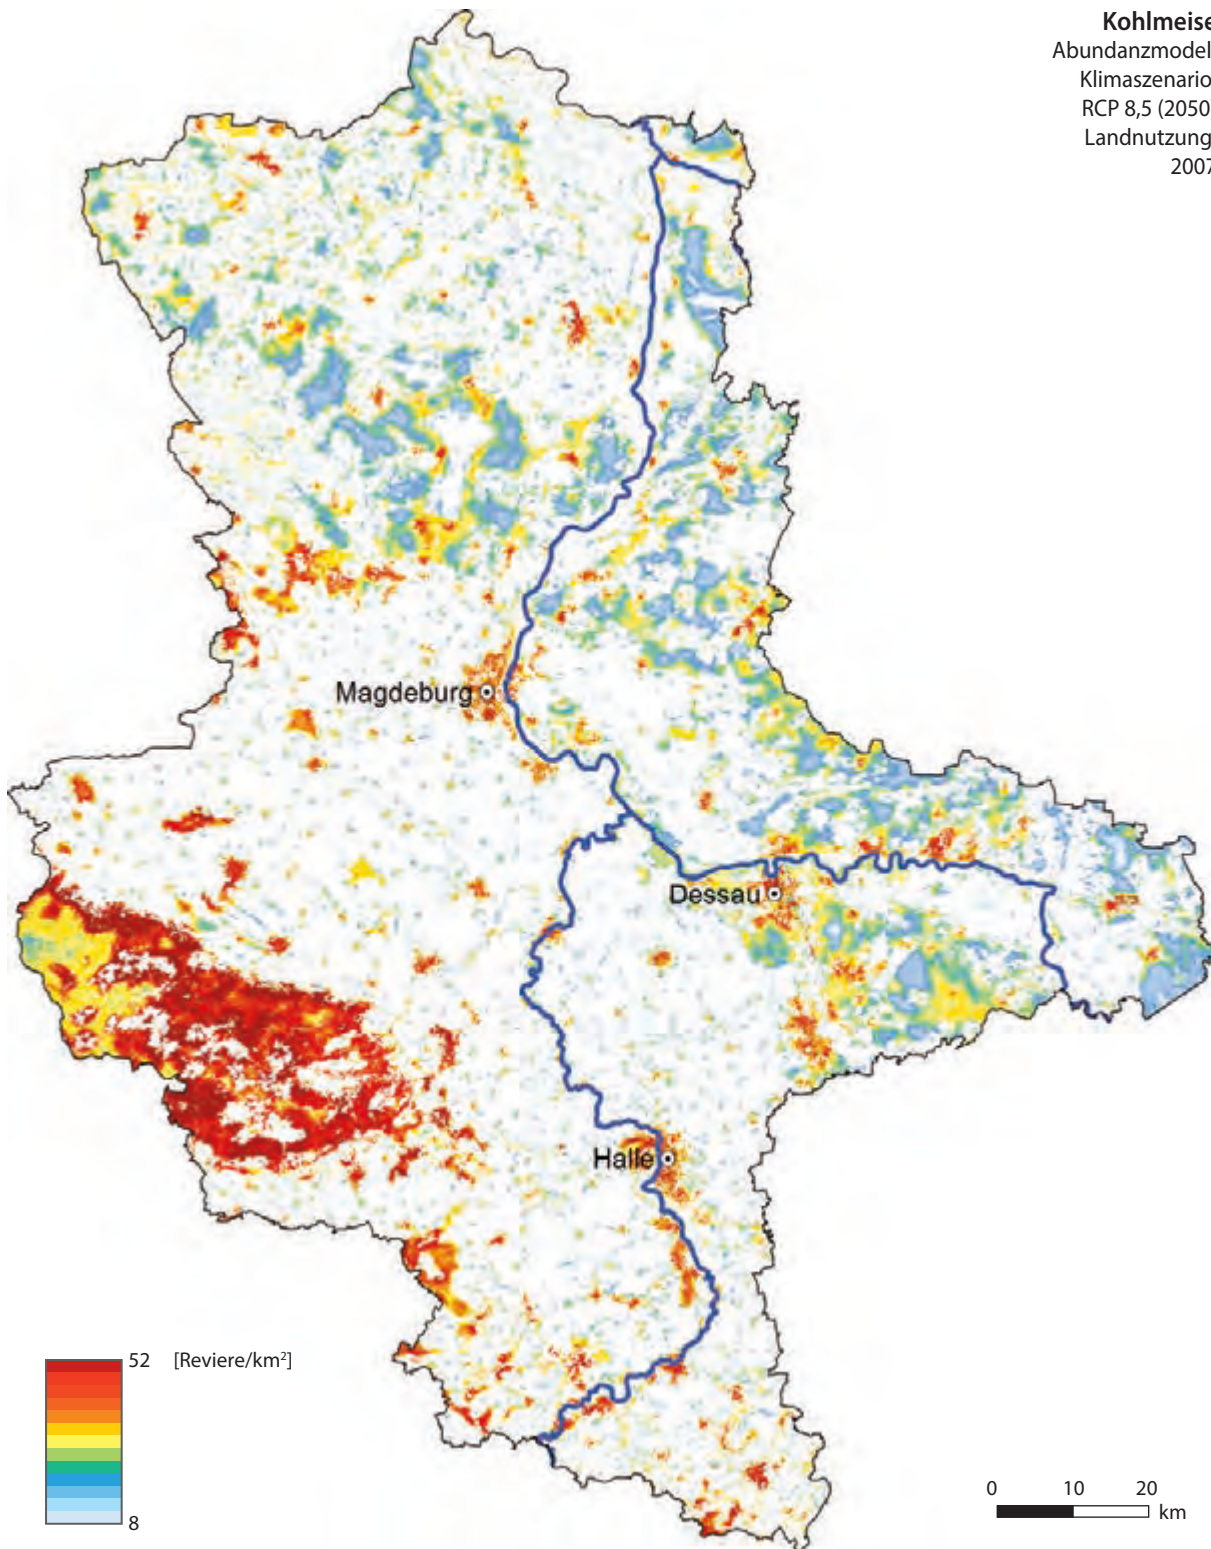 Kohlmeise
Abundanzmodel
Klimaszenario
RCP 8,5 (2050
Landnutzung
2007
Magdeburg
Dessau
Halle
52 [Reviere/km²]
8
0 10 20
km